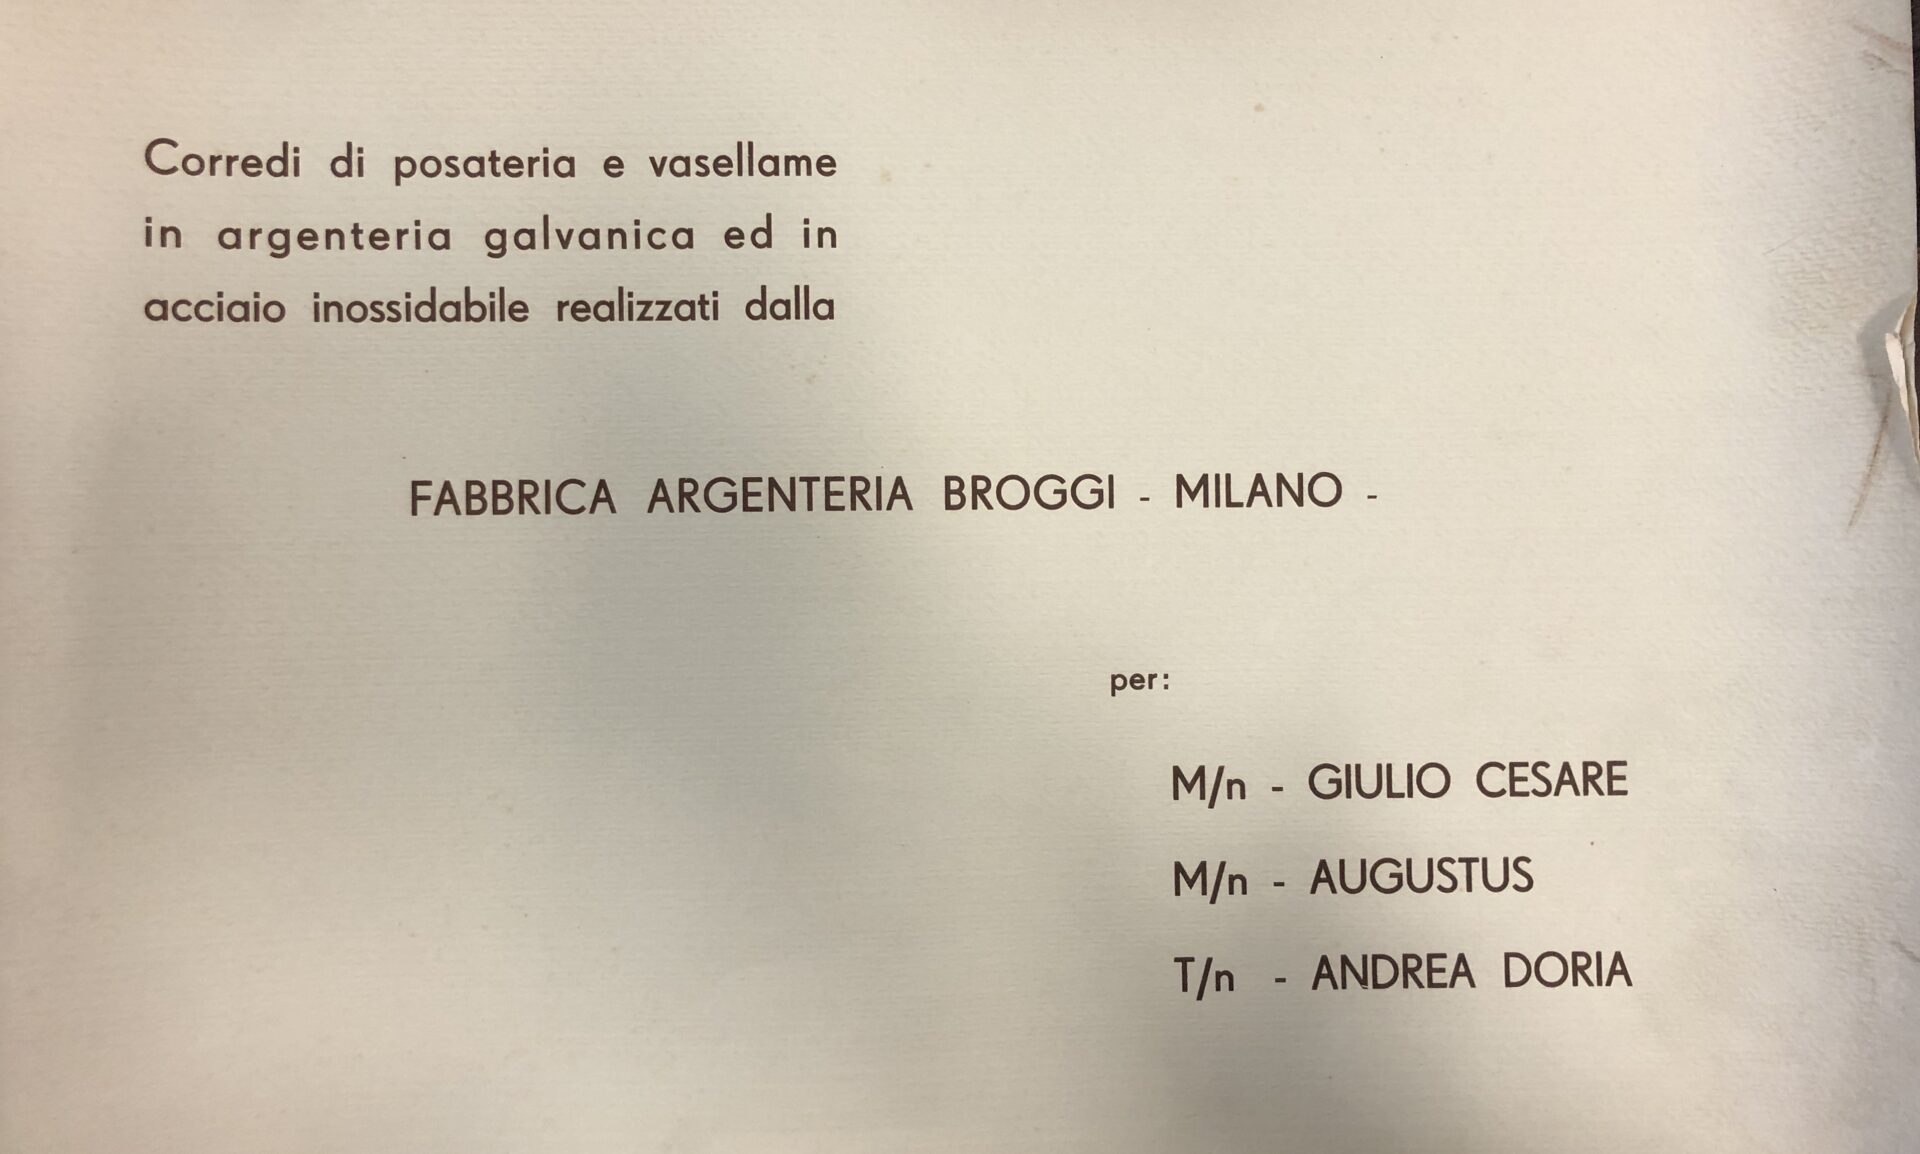 Corredi di posateria e vasellame
in argenteria galvanica ed in
acciaio inossidabile realizzati dalla
FABBRICA ARGENTERIA BROGGI - MILANO -
per:
M/n - GIULIO CESARE
M/n - AUGUSTUS
T/n - ANDREA DORIA